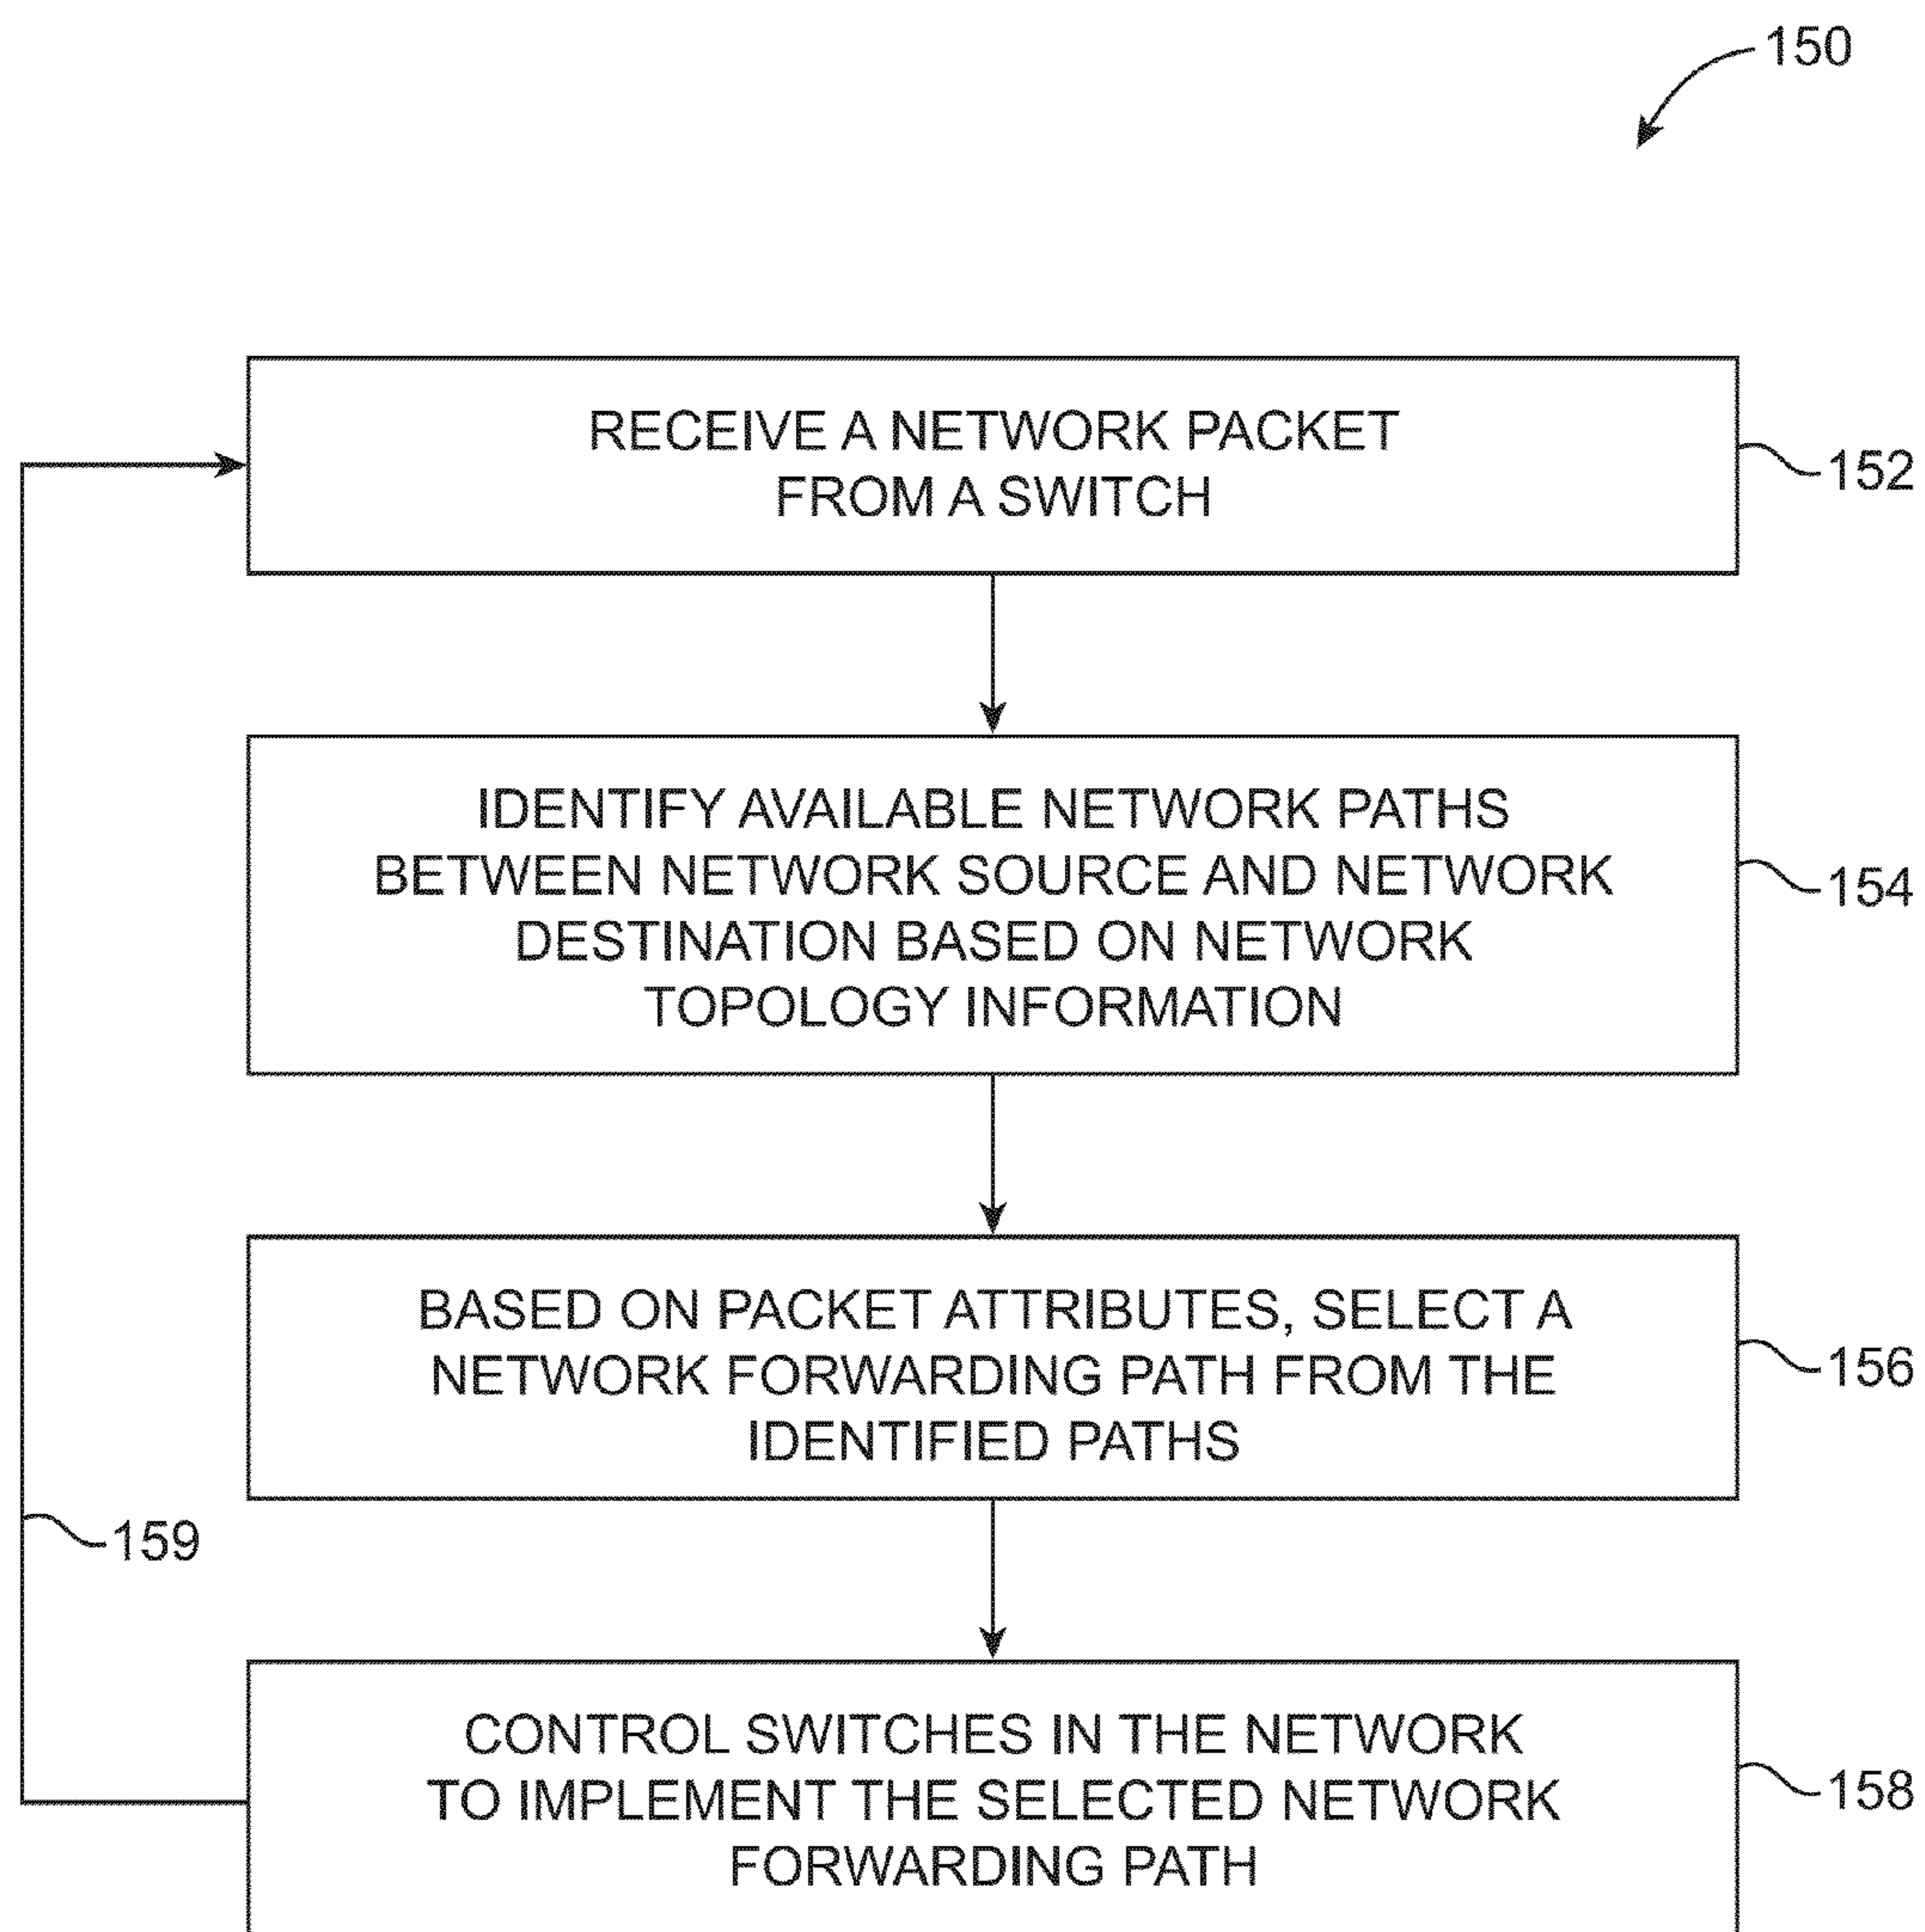 150
RECEIVE A NETWORK PACKET
FROM A SWITCH
152
IDENTIFY AVAILABLE NETWORK PATHS
BETWEEN NETWORK SOURCE AND NETWORK
DESTINATION BASED ON NETWORK
TOPOLOGY INFORMATION
154
BASED ON PACKET ATTRIBUTES, SELECT A
NETWORK FORWARDING PATH FROM THE
IDENTIFIED PATHS
156
159
CONTROL SWITCHES IN THE NETWORK
TO IMPLEMENT THE SELECTED NETWORK
FORWARDING PATH
158